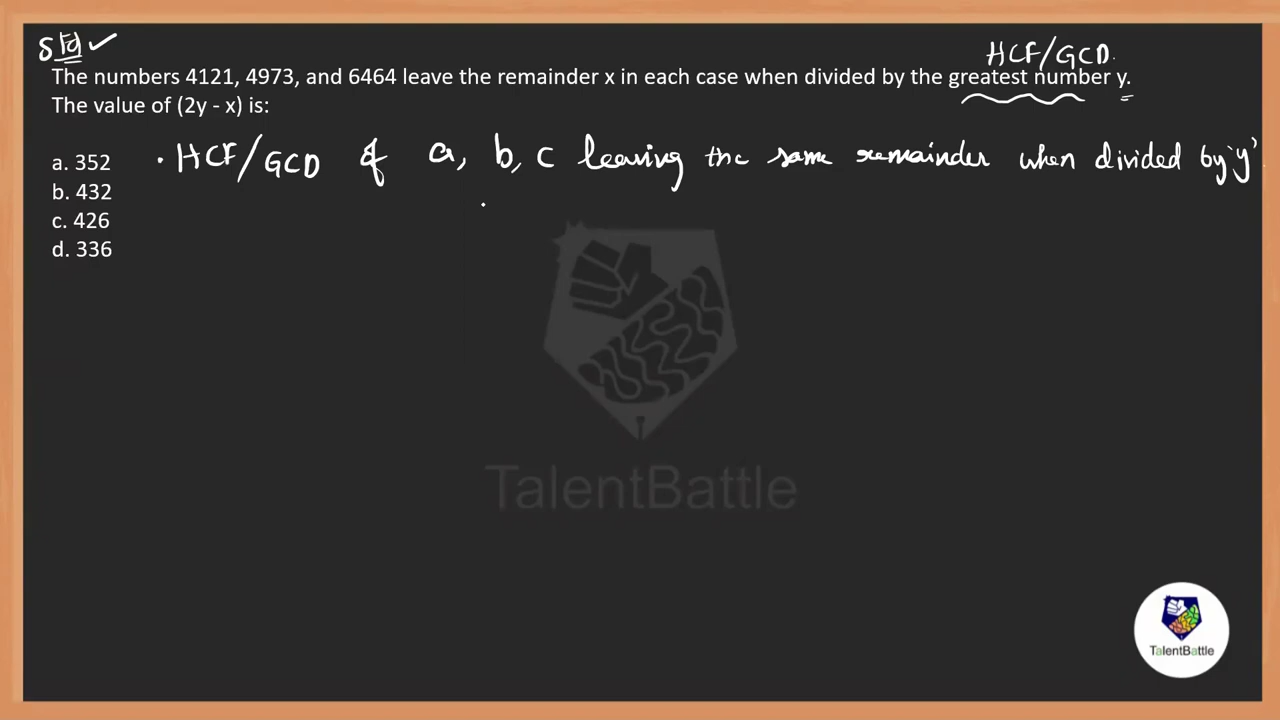 HCF/GCD.
The numbers 4121, 4973, and 6464 leave the remainder x in each case when divided by the greatest number y.
The value of (2y - x) is:
• HCF/GCD of a, b, c leaving the same remainder when divided by 'y'
a. 352
b. 432
c. 426
d. 336
TalentBattle
TalentBattle